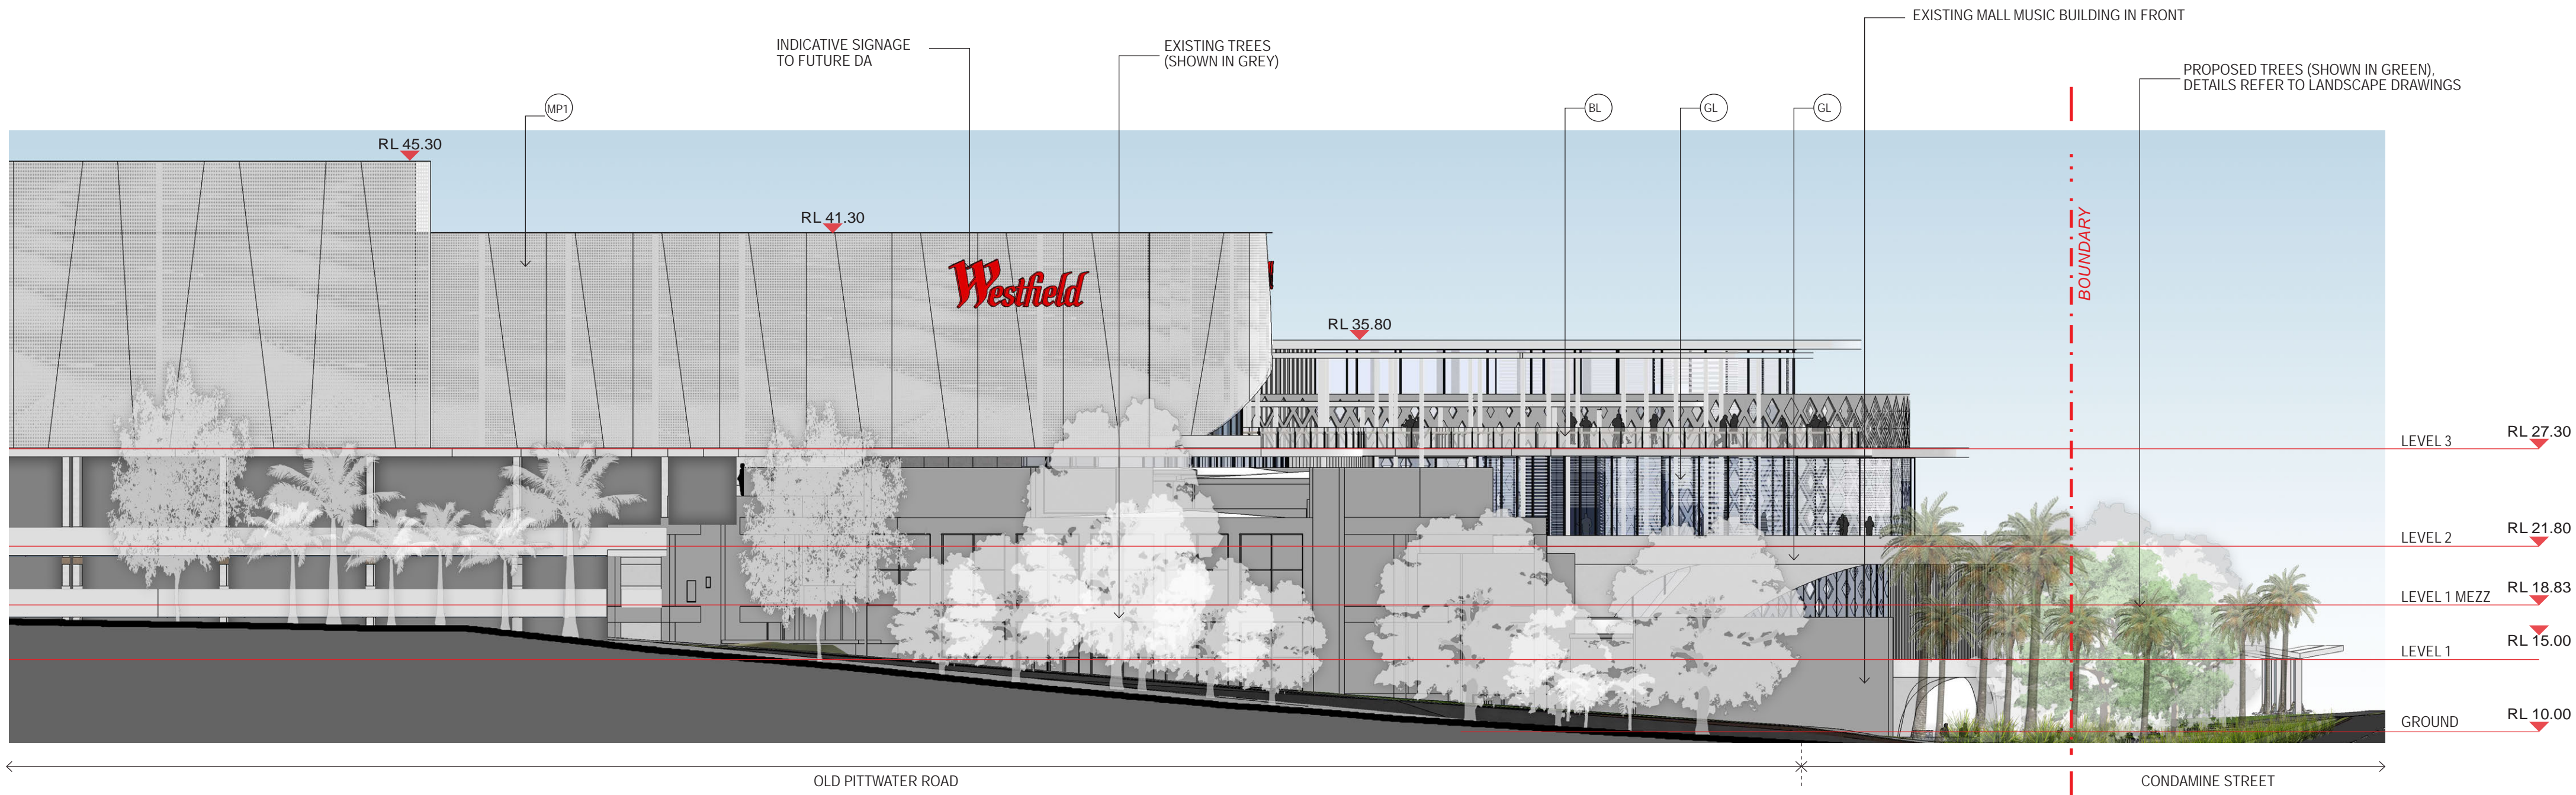 EXISTING MALL MUSIC BUILDING IN FRONT
INDICATIVE SIGNAGE
TO FUTURE DA
EXISTING TREES
(SHOWN IN GREY)
PROPOSED TREES (SHOWN IN GREEN),
DETAILS REFER TO LANDSCAPE DRAWINGS
MP1
BL
GL
GL
RL 45.30
RL 41.30
BOUNDARY
Westfield
RL 35.80
LEVEL 3
RL 27.30
LEVEL 2
RL 21.80
LEVEL 1 MEZZ
RL 18.83
LEVEL 1
RL 15.00
GROUND
RL 10.00
OLD PITTWATER ROAD
CONDAMINE STREET